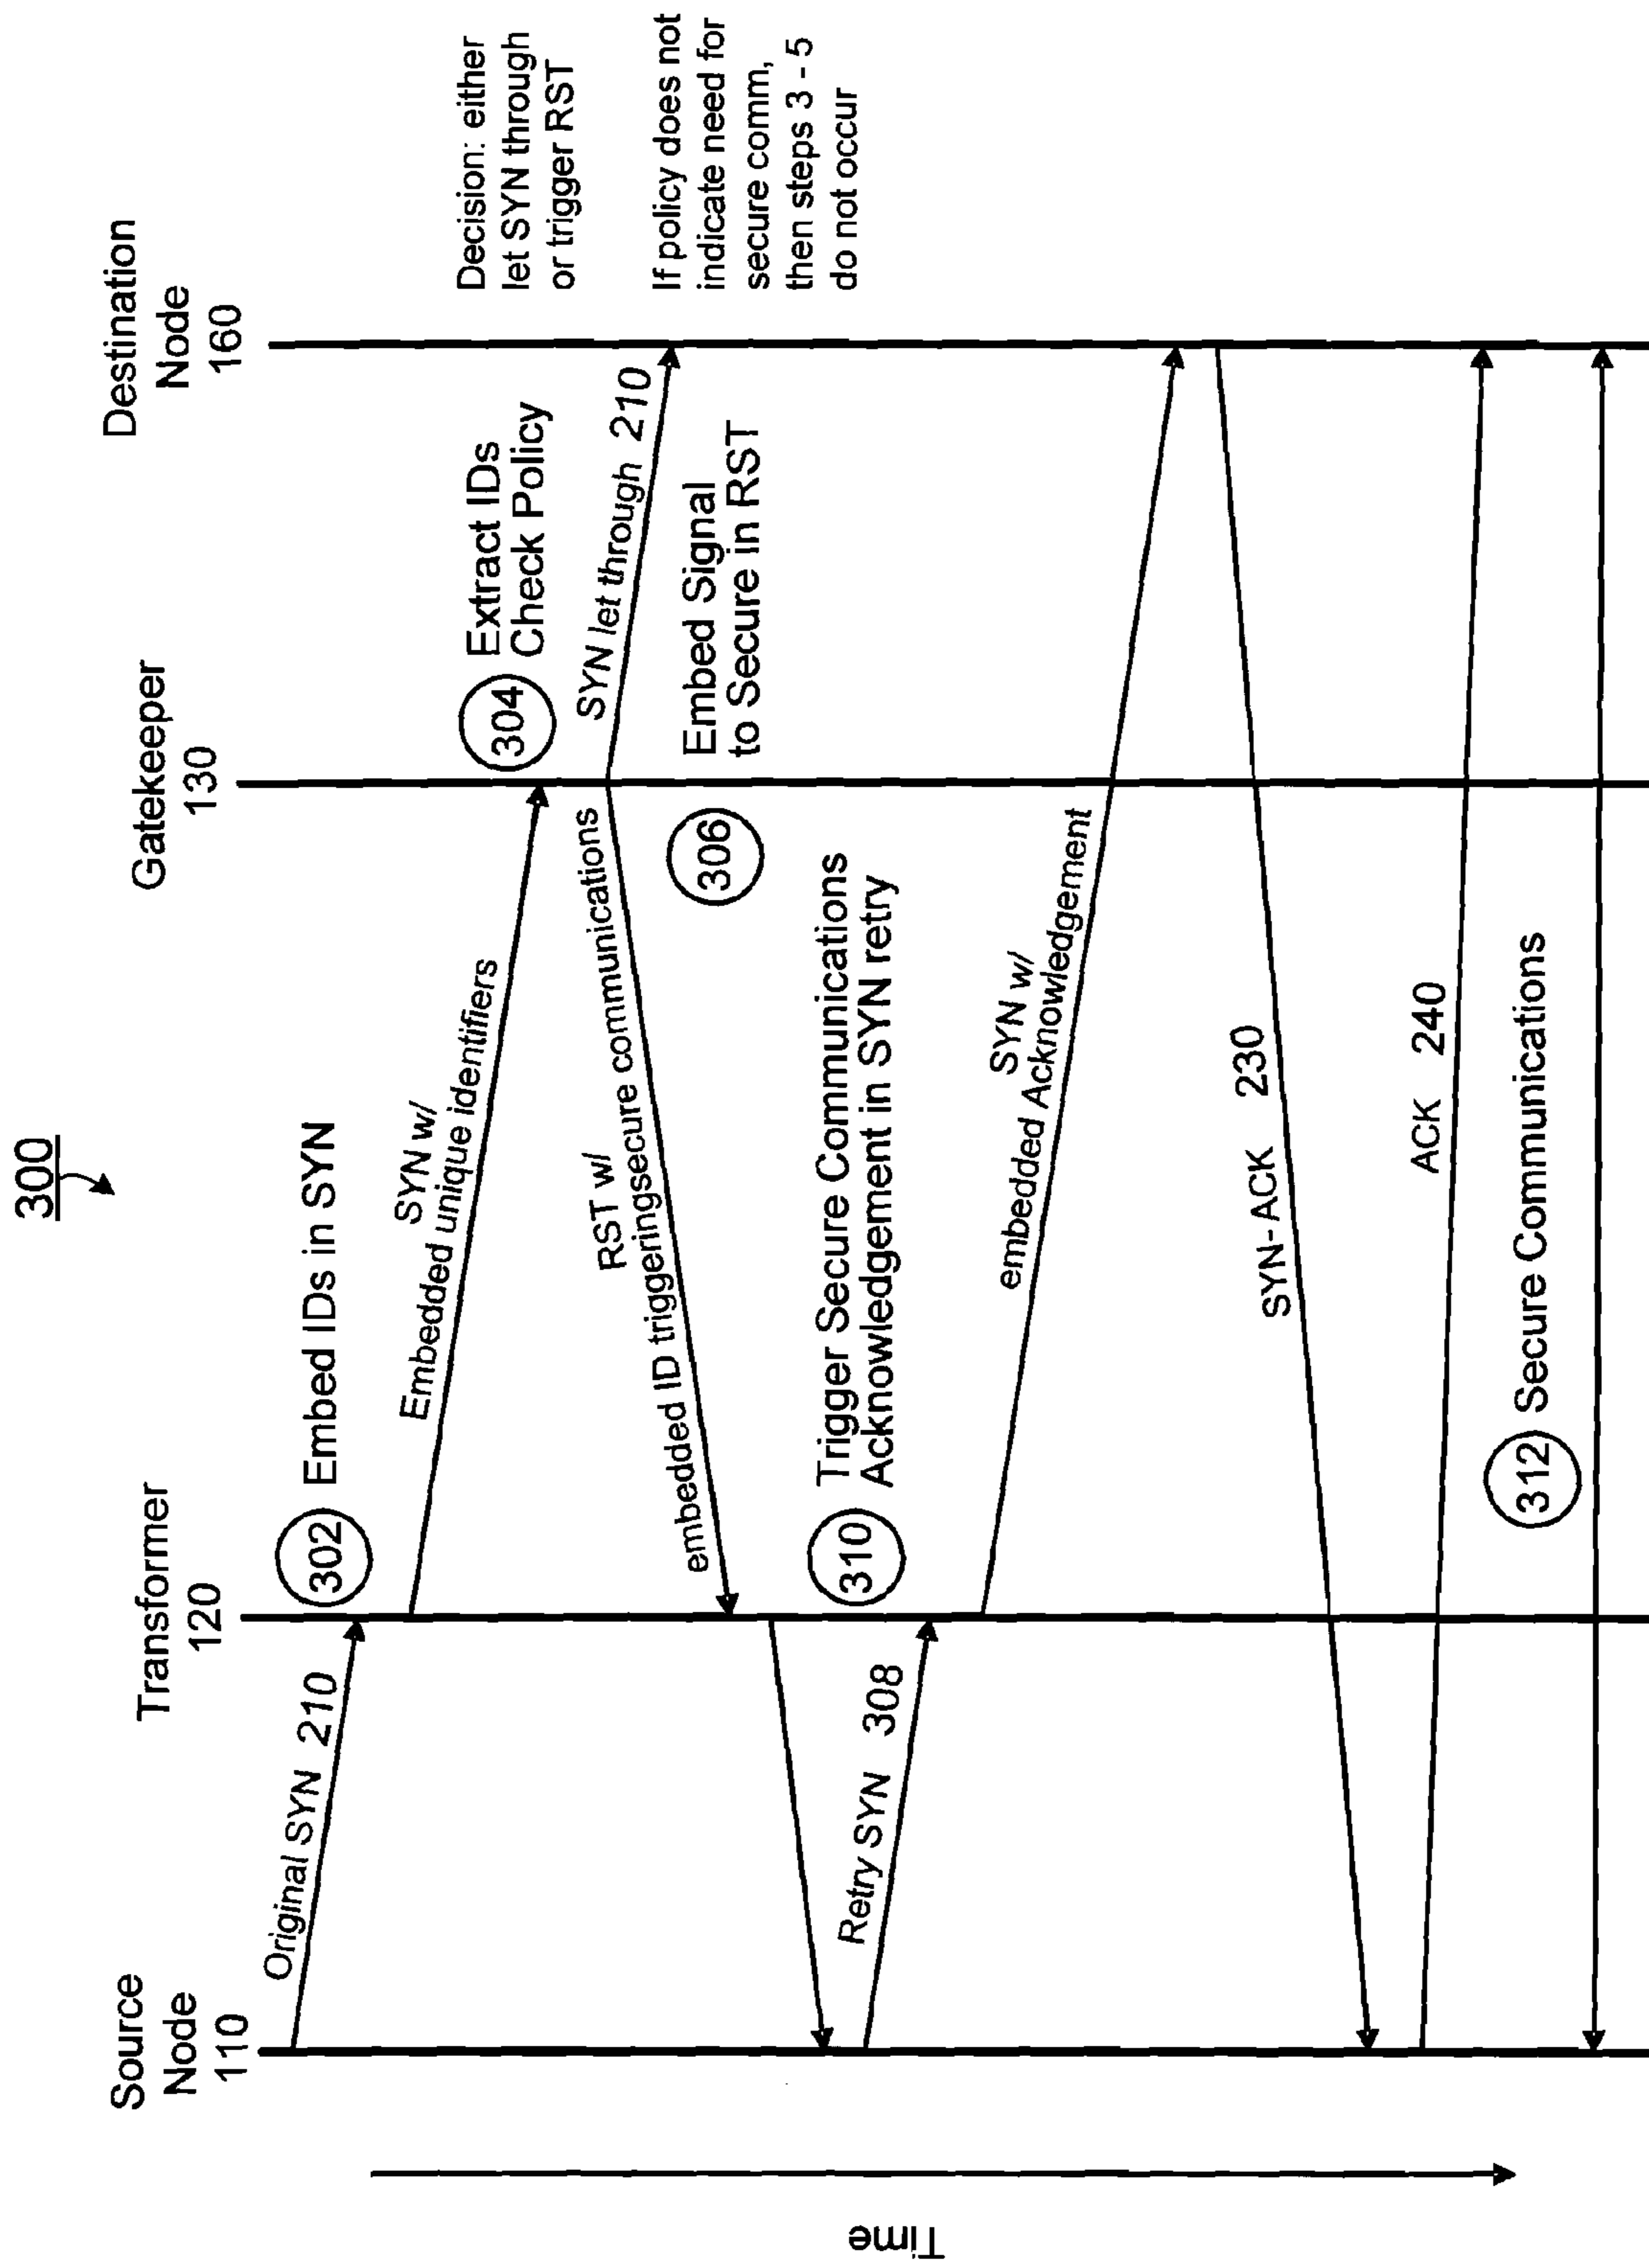 300
Source
Node
110
Transformer
120
Gatekeeper
130
Destination
Node
160
Time
Original SYN 210
302 Embed IDs in SYN
SYN w/
Embedded unique identifiers
304 Extract IDs
Check Policy
Decision: either
let SYN through
or trigger RST
SYN let through 210
RST w/
embedded ID triggeringsecure communications
306
Embed Signal
to Secure in RST
If policy does not
indicate need for
secure comm,
then steps 3 - 5
do not occur
Retry SYN 308
310 Trigger Secure Communications
Acknowledgement in SYN retry
SYN w/
embedded Acknowledgement
SYN-ACK 230
ACK 240
312 Secure Communications